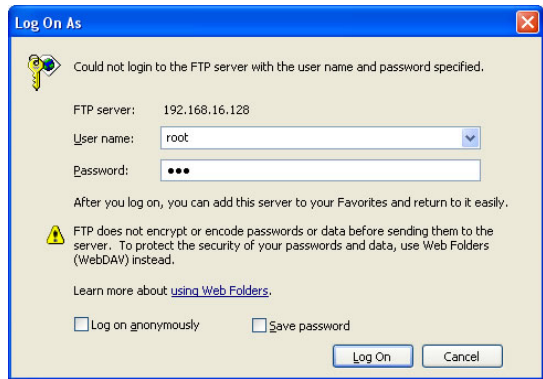 Log On As
Could not login to the FTP server with the user name and password specified.
FTP server: 192.168.16.128
User name: root
Password: ●●●
After you log on, you can add this server to your Favorites and return to it easily.
FTP does not encrypt or encode passwords or data before sending them to the
server. To protect the security of your passwords and data, use Web Folders
(WebDAV) instead.
Learn more about using Web Folders.
Log on anonymously Save password
Log On Cancel